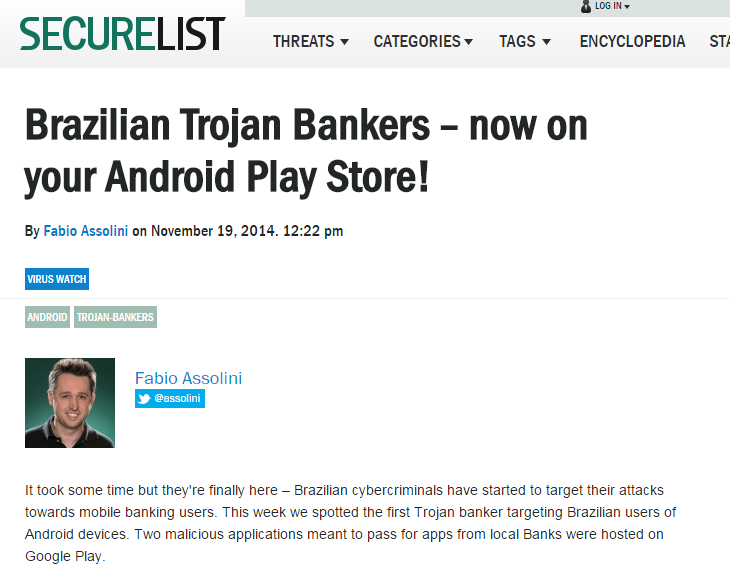 LOG IN
SECURELIST
THREATS CATEGORIES TAGS ENCYCLOPEDIA STA
Brazilian Trojan Bankers – now on
your Android Play Store!
By Fabio Assolini on November 19, 2014. 12:22 pm
VIRUS WATCH
ANDROID TROJAN-BANKERS
Fabio Assolini
@assolini
It took some time but they're finally here – Brazilian cybercriminals have started to target their attacks
towards mobile banking users. This week we spotted the first Trojan banker targeting Brazilian users of
Android devices. Two malicious applications meant to pass for apps from local Banks were hosted on
Google Play.